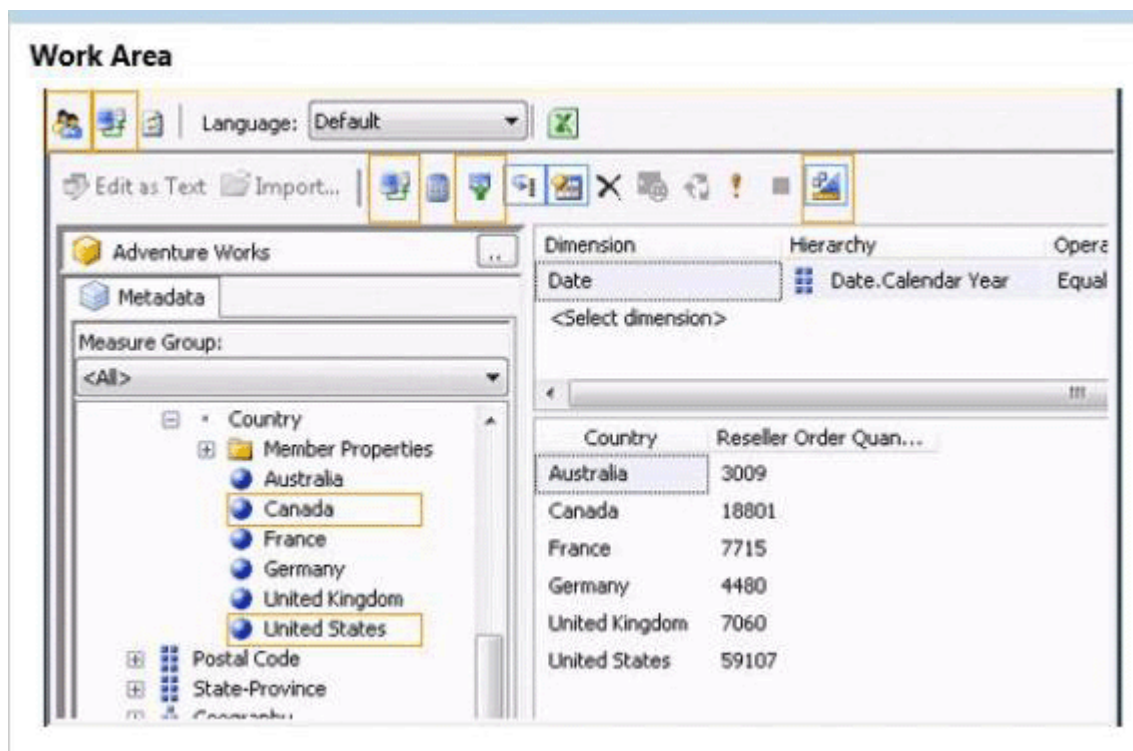 Work Area
Language: Default
Edit as Text Import...
Adventure Works ..
Metadata
Measure Group:
<All>
Country
Member Properties
Australia
Canada
France
Germany
United Kingdom
United States
Postal Code
State-Province
Dimension Hierarchy Opera
Date Date.Calendar Year Equal
<Select dimension>
Country Reseller Order Quan...
Australia 3009
Canada 18801
France 7715
Germany 4480
United Kingdom 7060
United States 59107